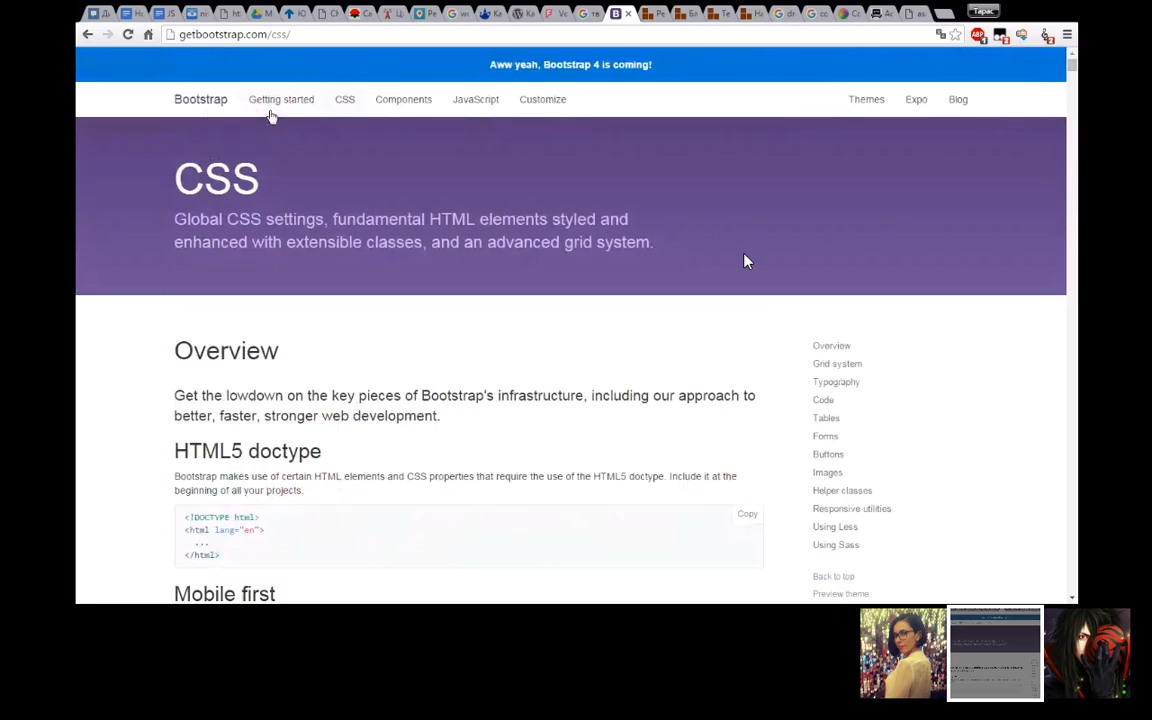 Тарас
getbootstrap.com/css/
Aww yeah, Bootstrap 4 is coming!
Bootstrap Getting started CSS Components JavaScript Customize Themes Expo Blog
CSS
Global CSS settings, fundamental HTML elements styled and
enhanced with extensible classes, and an advanced grid system.
Overview
Get the lowdown on the key pieces of Bootstrap's infrastructure, including our approach to
better, faster, stronger web development.
HTML5 doctype
Bootstrap makes use of certain HTML elements and CSS properties that require the use of the HTML5 doctype. Include it at the
beginning of all your projects.
Copy
<!DOCTYPE html>
<html lang="en">
...
</html>
Mobile first
Overview
Grid system
Typography
Code
Tables
Forms
Buttons
Images
Helper classes
Responsive utilities
Using Less
Using Sass
Back to top
Preview theme